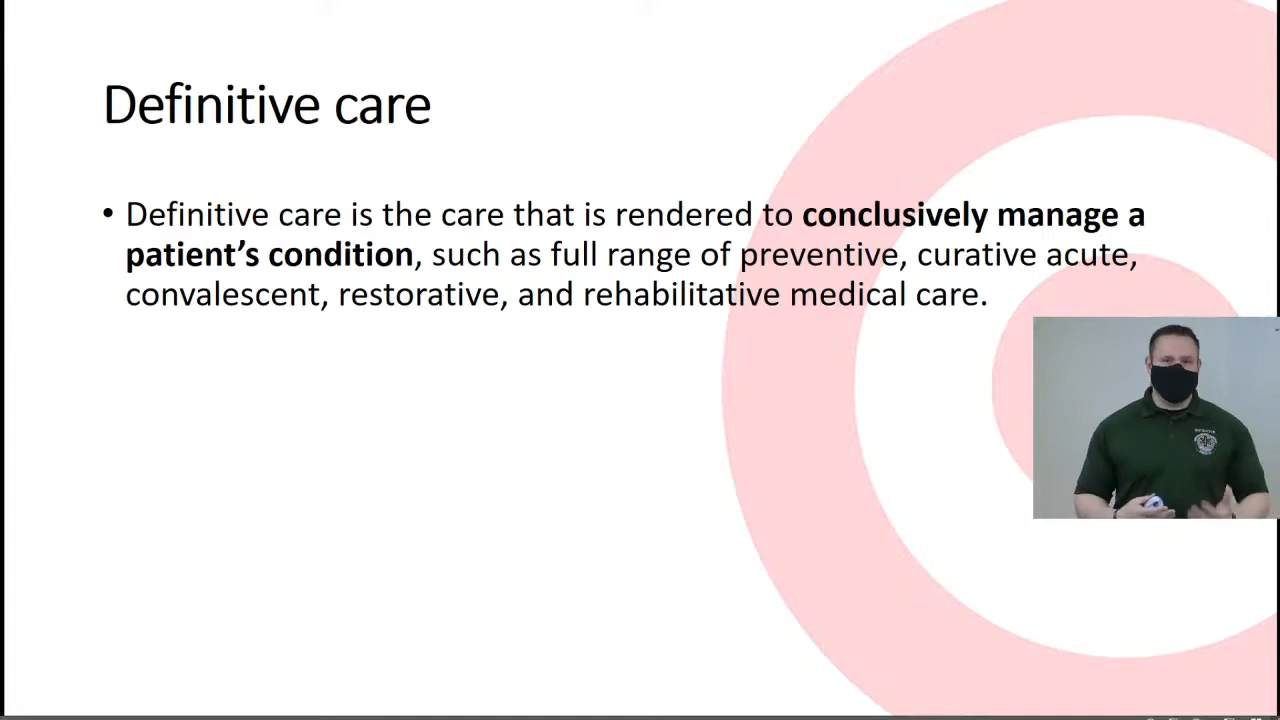 Definitive care
• Definitive care is the care that is rendered to conclusively manage a
patient’s condition, such as full range of preventive, curative acute,
convalescent, restorative, and rehabilitative medical care.